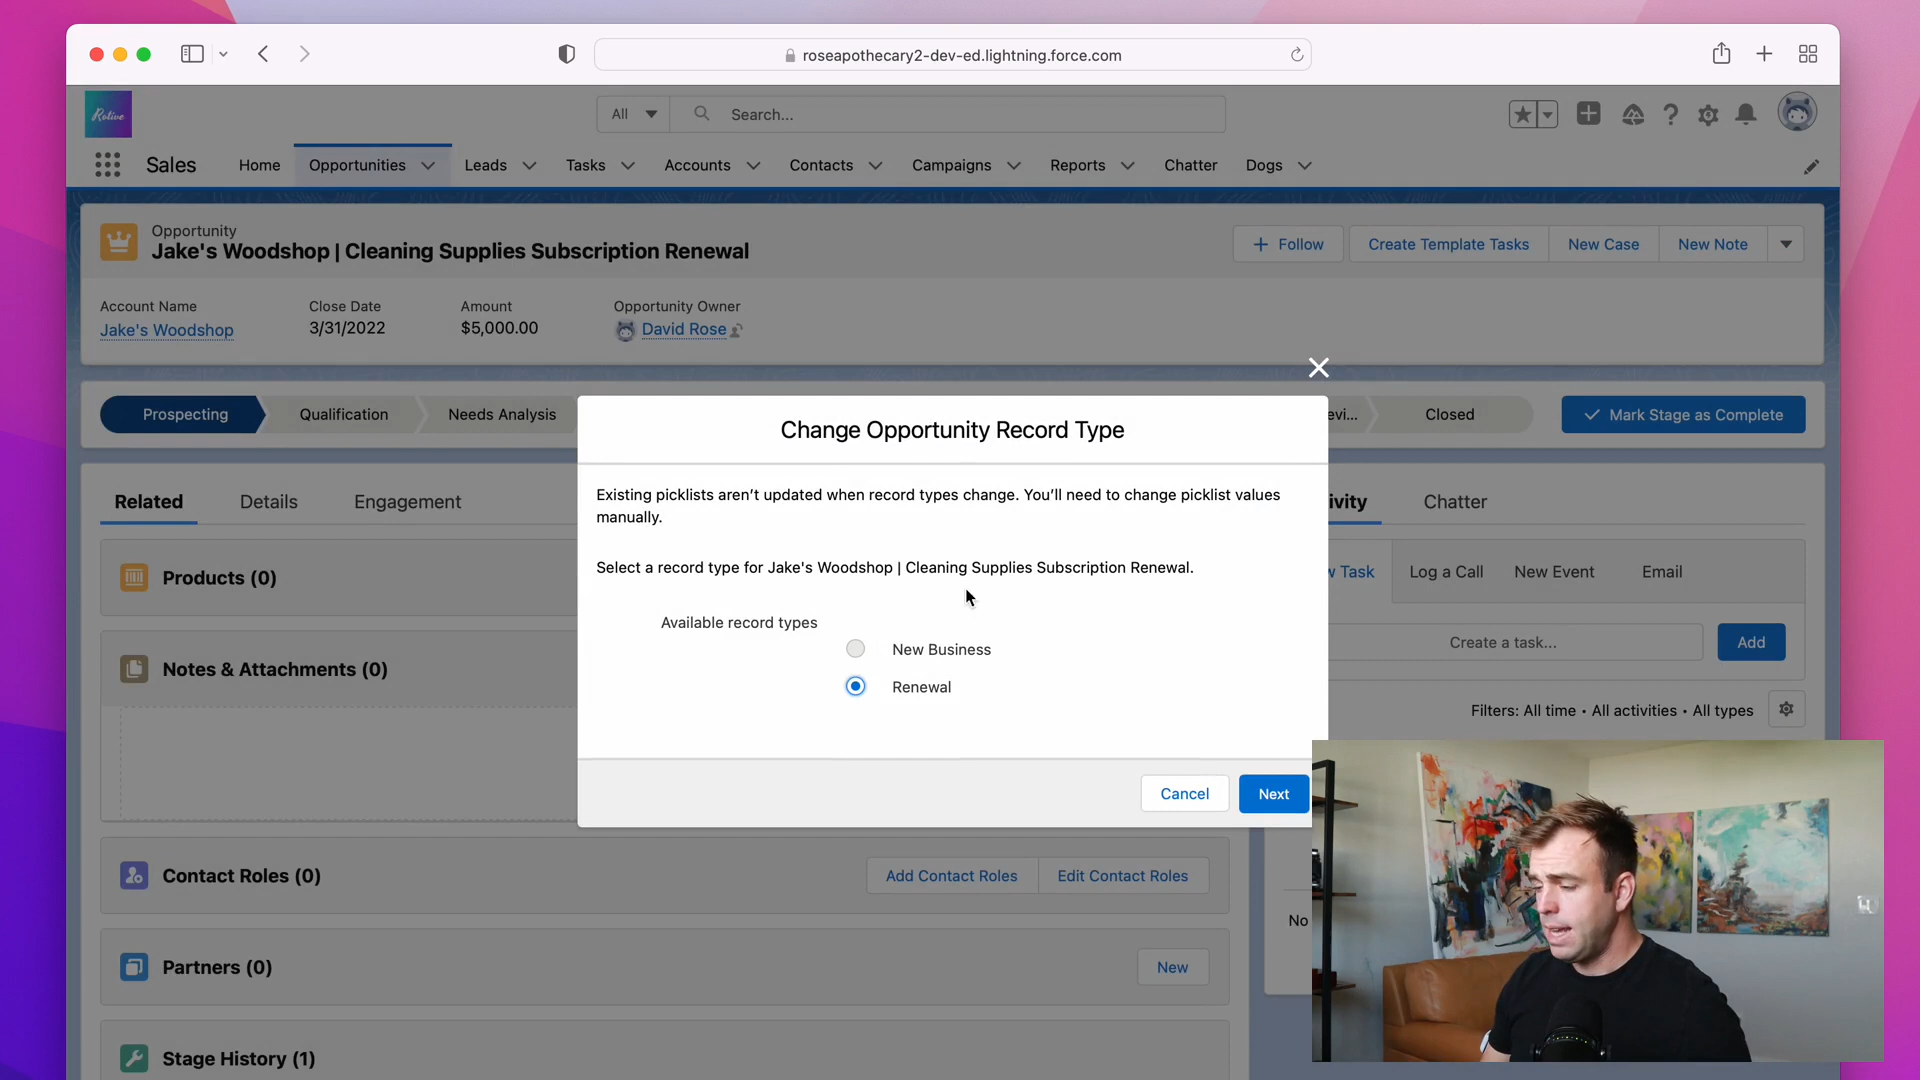 roseapothecary2-dev-ed.lightning.force.com
Rolive
All
Search...
Sales
Home
Opportunities
Leads
Tasks
Accounts
Contacts
Campaigns
Reports
Chatter
Dogs
Opportunity
Jake's Woodshop | Cleaning Supplies Subscription Renewal
Follow
Create Template Tasks
New Case
New Note
Account Name
Close Date
Amount
Opportunity Owner
Jake's Woodshop
3/31/2022
$5,000.00
David Rose
Prospecting
Qualification
Needs Analysis
evi...
Closed
Mark Stage as Complete
Change Opportunity Record Type
Existing picklists aren't updated when record types change. You'll need to change picklist values
manually.
Select a record type for Jake's Woodshop | Cleaning Supplies Subscription Renewal.
Available record types
New Business
Renewal
Cancel
Next
Related
Details
Engagement
ivity
Chatter
Products (0)
w Task
Log a Call
New Event
Email
Create a task...
Add
Notes & Attachments (0)
Filters: All time • All activities • All types
Contact Roles (0)
Add Contact Roles
Edit Contact Roles
No
Partners (0)
New
Stage History (1)